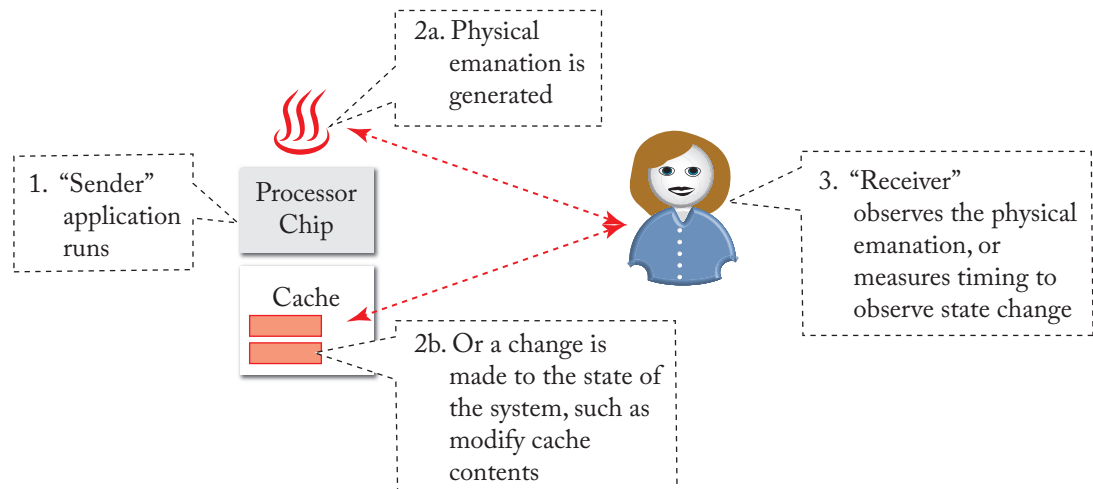 2a. Physical
emanation is
generated
1. “Sender”
application
runs
Processor
Chip
3. “Receiver”
observes the physical
emanation, or
measures timing to
observe state change
Cache
2b. Or a change is
made to the state of
the system, such as
modify cache
contents